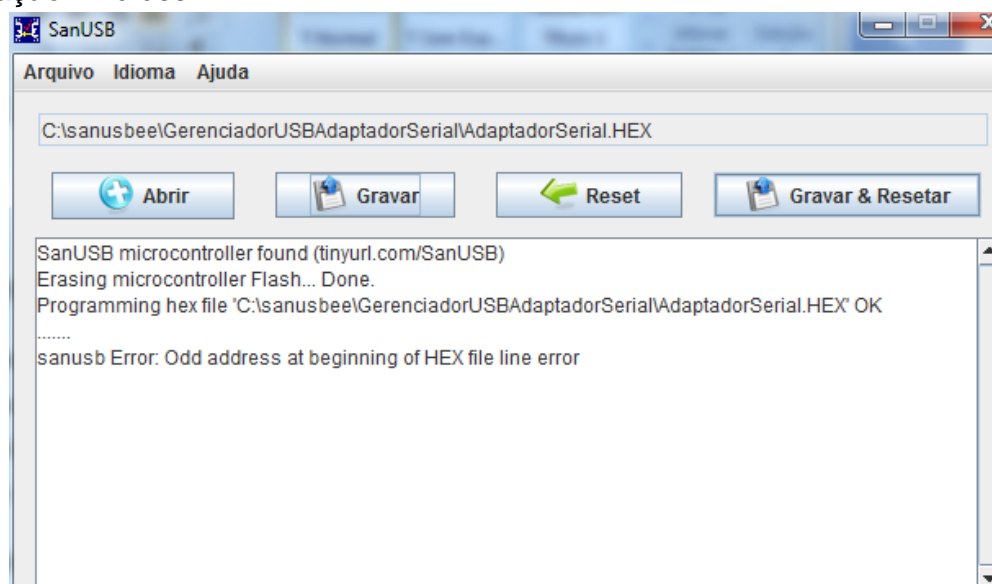 SanUSB
Arquivo Idioma Ajuda
C:\sanusbee\GerenciadorUSBAdaptadorSerial\AdaptadorSerial.HEX
Abrir Gravar Reset Gravar & Resetar
SanUSB microcontroller found (tinyurl.com/SanUSB)
Erasing microcontroller Flash... Done.
Programming hex file 'C:\sanusbee\GerenciadorUSBAdaptadorSerial\AdaptadorSerial.HEX' OK
.......
sanusb Error: Odd address at beginning of HEX file line error